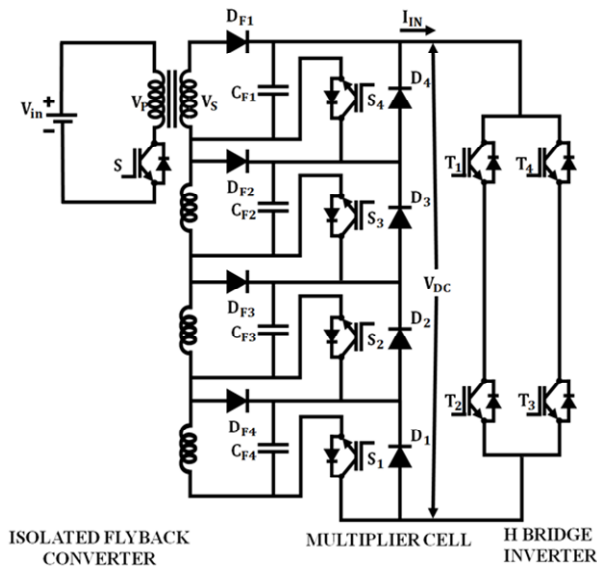 D_F1
I_IN
V_in + -
V_P
V_S
C_F1
S_4
D_4
S
T_1
T_4
D_F2
C_F2
S_3
D_3
V_DC
D_F3
C_F3
S_2
D_2
T_2
T_3
D_F4
C_F4
S_1
D_1
ISOLATED FLYBACK
CONVERTER
MULTIPLIER CELL
H BRIDGE
INVERTER